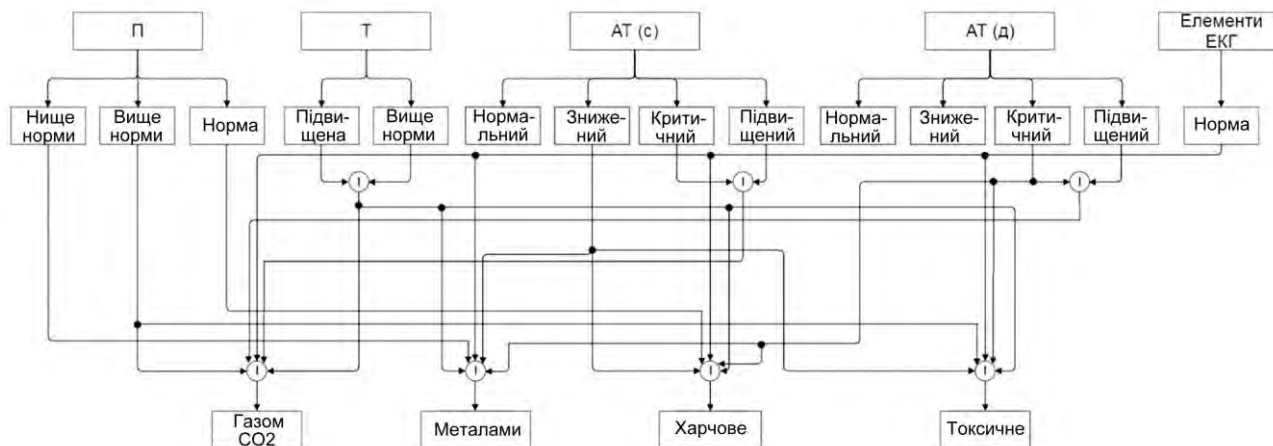 П
Т
АТ (с)
АТ (д)
Елементи
ЕКГ
Нище
норми
Вище
норми
Норма
Підви-
щена
Вище
норми
Норма-
льний
Зниже-
ний
Крити-
чний
Підви-
щений
Норма-
льний
Зниже-
ний
Крити-
чний
Підви-
щений
Норма
І
І
І
І
І
І
І
Газом
СО2
Металами
Харчове
Токсичне